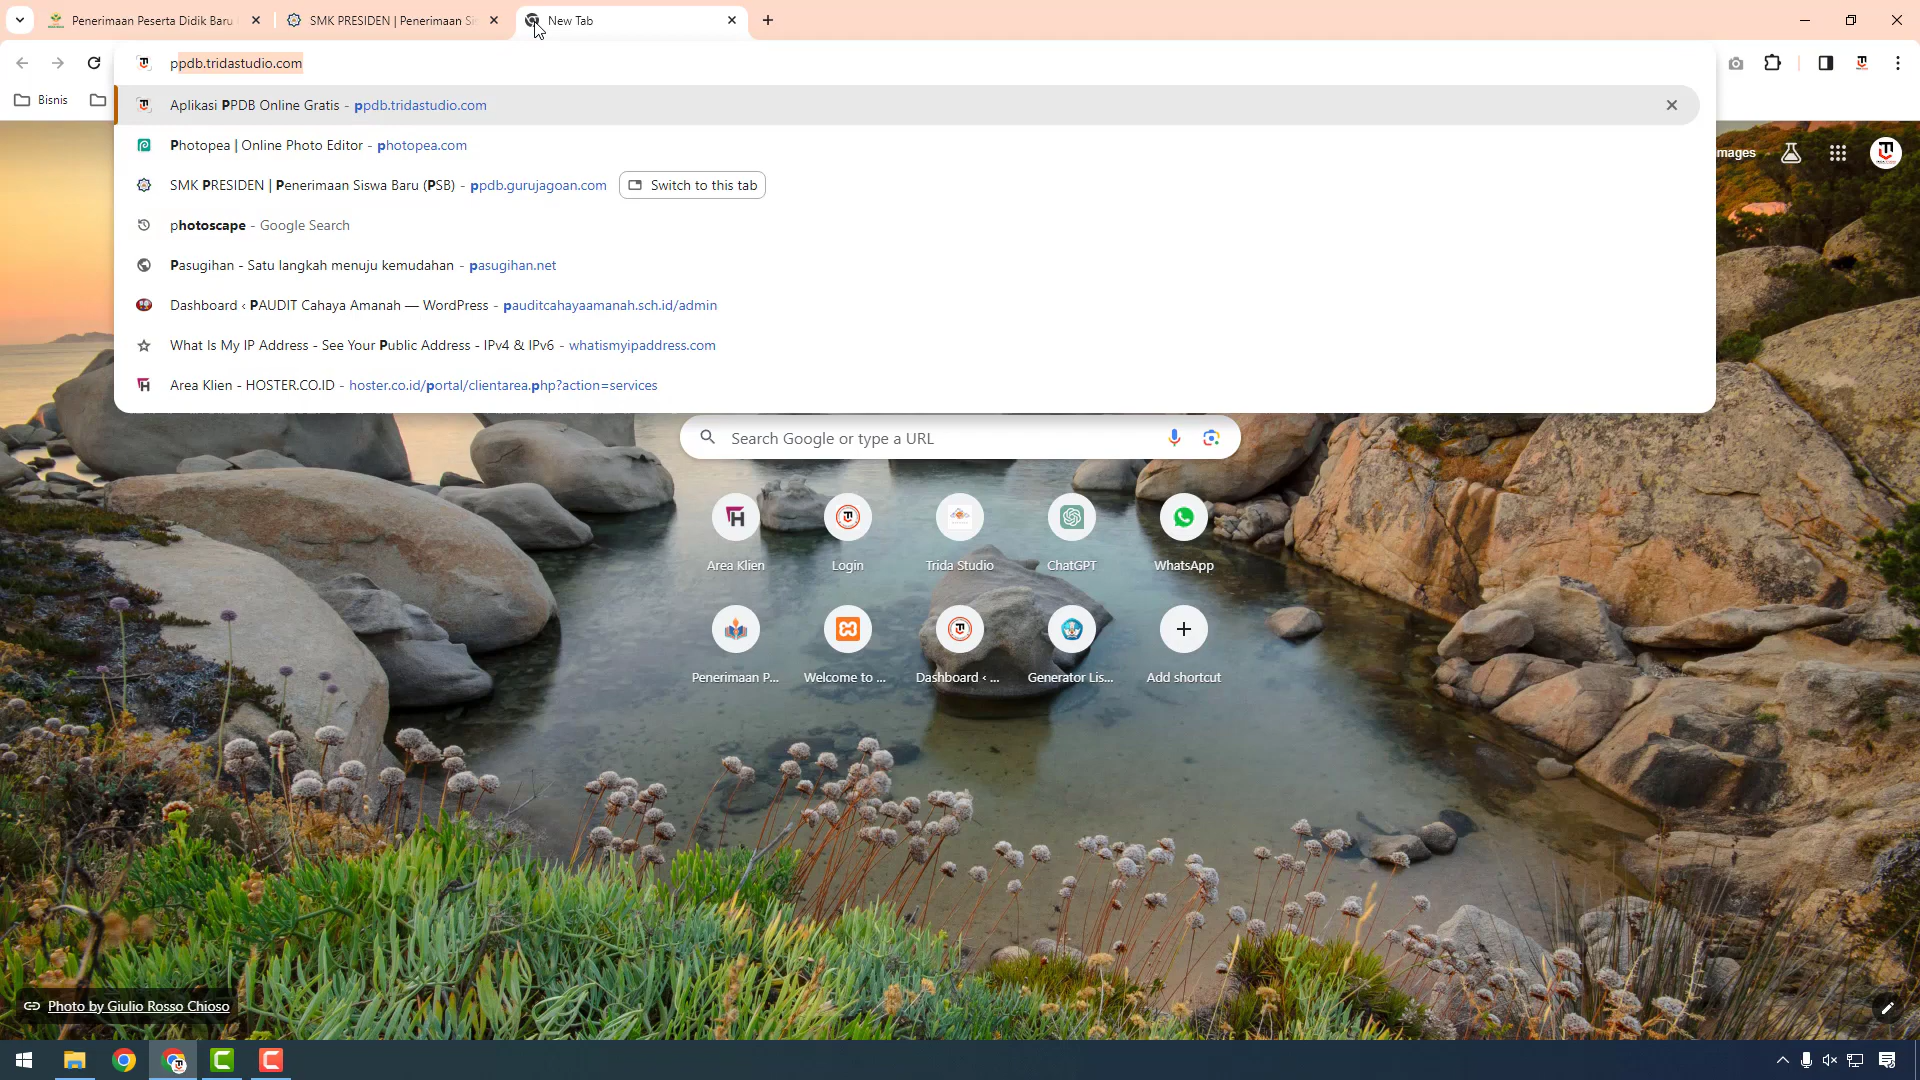 Penerimaan Peserta Didik Baru
SMK PRESIDEN | Penerimaan Si
New Tab
ppdb.tridastudio.com
Bisnis
Aplikasi PPDB Online Gratis - ppdb.tridastudio.com
Photopea | Online Photo Editor - photopea.com
SMK PRESIDEN | Penerimaan Siswa Baru (PSB) - ppdb.gurujagoan.com Switch to this tab
photoscape - Google Search
Pasugihan - Satu langkah menuju kemudahan - pasugihan.net
Dashboard ‹ PAUDIT Cahaya Amanah — WordPress - pauditcahayaamanah.sch.id/admin
What Is My IP Address - See Your Public Address - IPv4 & IPv6 - whatismyipaddress.com
Area Klien - HOSTER.CO.ID - hoster.co.id/portal/clientarea.php?action=services
mages
Search Google or type a URL
Area Klien
Login
Trida Studio
ChatGPT
WhatsApp
Penerimaan P...
Welcome to ...
Dashboard ‹ ...
Generator Lis...
Add shortcut
Photo by Giulio Rosso Chioso